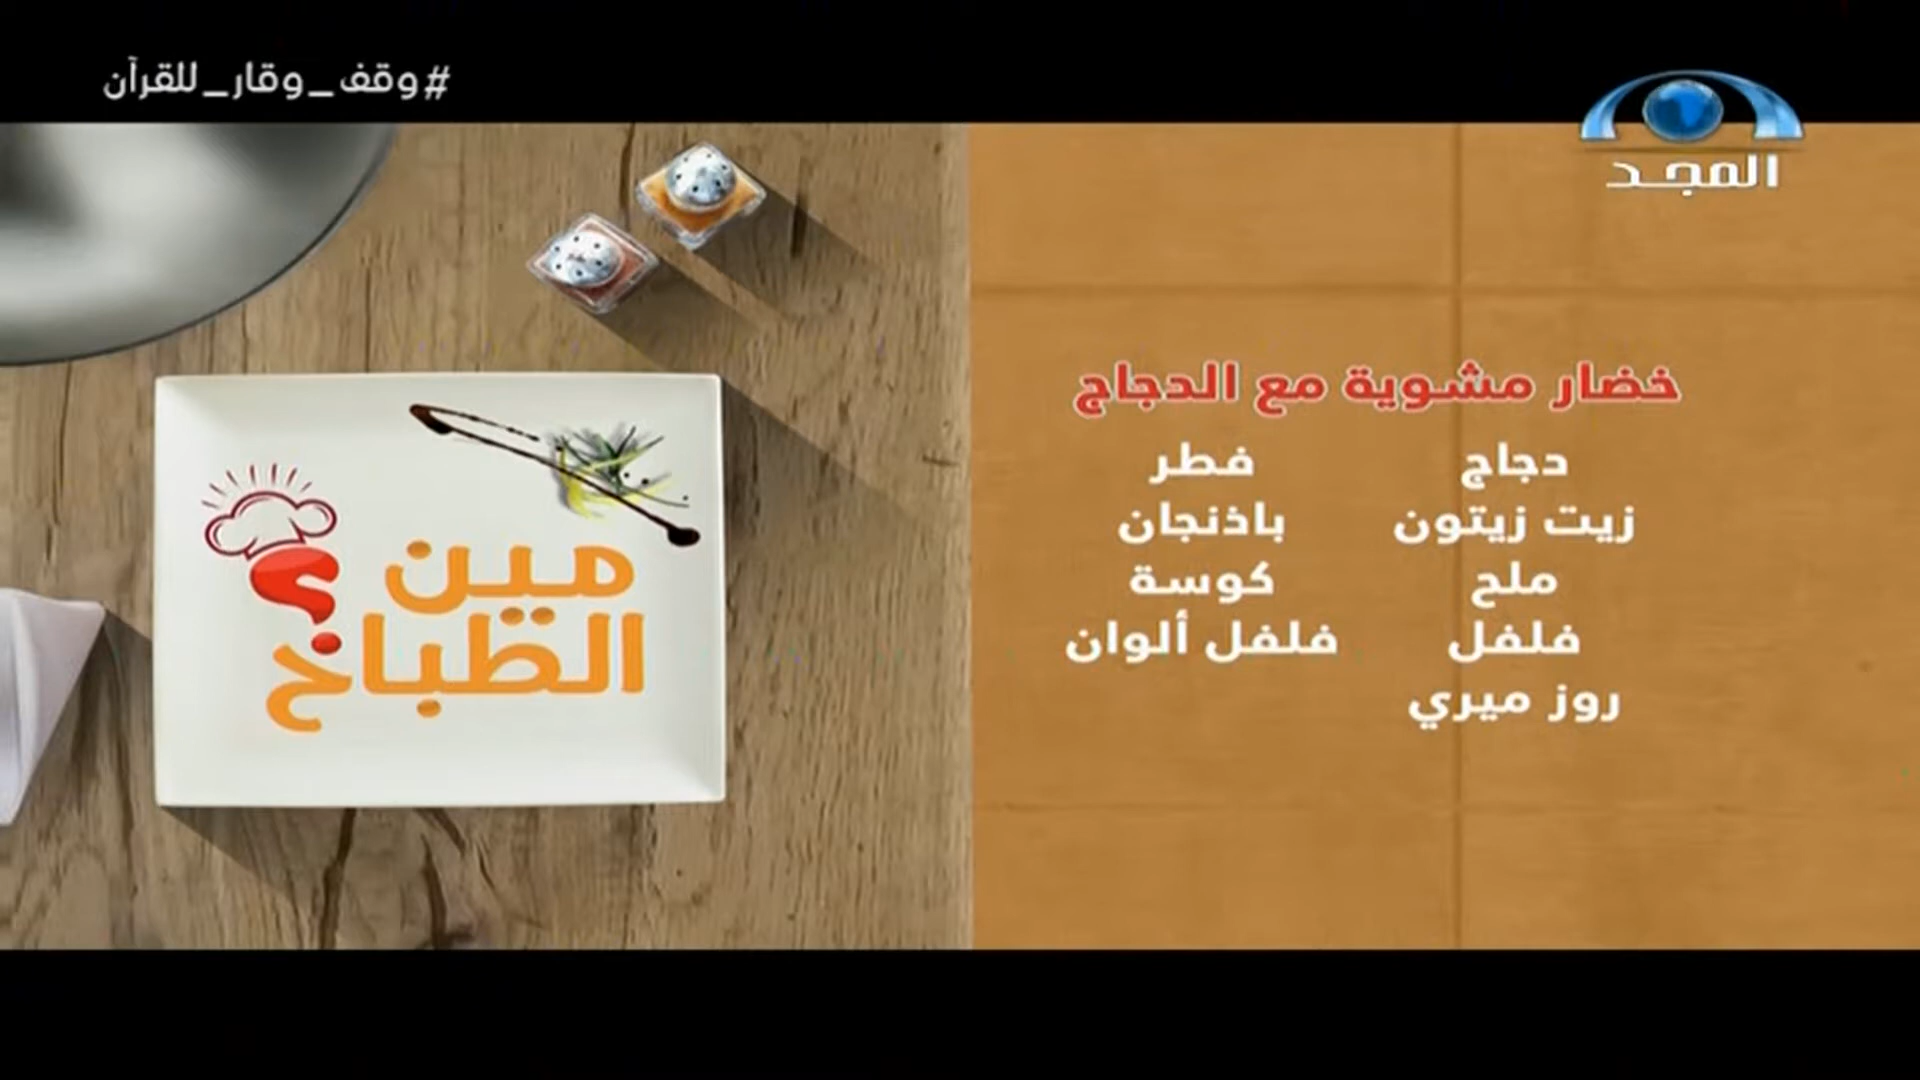 #وقف_وقار_للقرآن
المجد
خضار مشوية مع الدجاج
دجاج
زيت زيتون
ملح
فلفل
روز ميري
فطر
باذنجان
كوسة
فلفل ألوان
مين
الطباخ؟